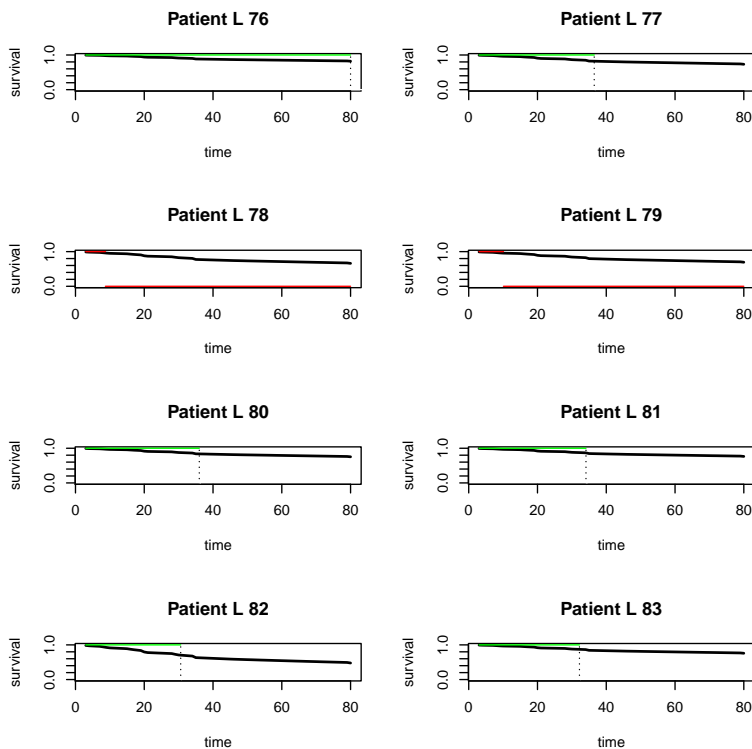 Patient L 76
survival
0.0 1.0
0 20 40 60 80
time
Patient L 77
survival
0.0 1.0
0 20 40 60 80
time
Patient L 78
survival
0.0 1.0
0 20 40 60 80
time
Patient L 79
survival
0.0 1.0
0 20 40 60 80
time
Patient L 80
survival
0.0 1.0
0 20 40 60 80
time
Patient L 81
survival
0.0 1.0
0 20 40 60 80
time
Patient L 82
survival
0.0 1.0
0 20 40 60 80
time
Patient L 83
survival
0.0 1.0
0 20 40 60 80
time